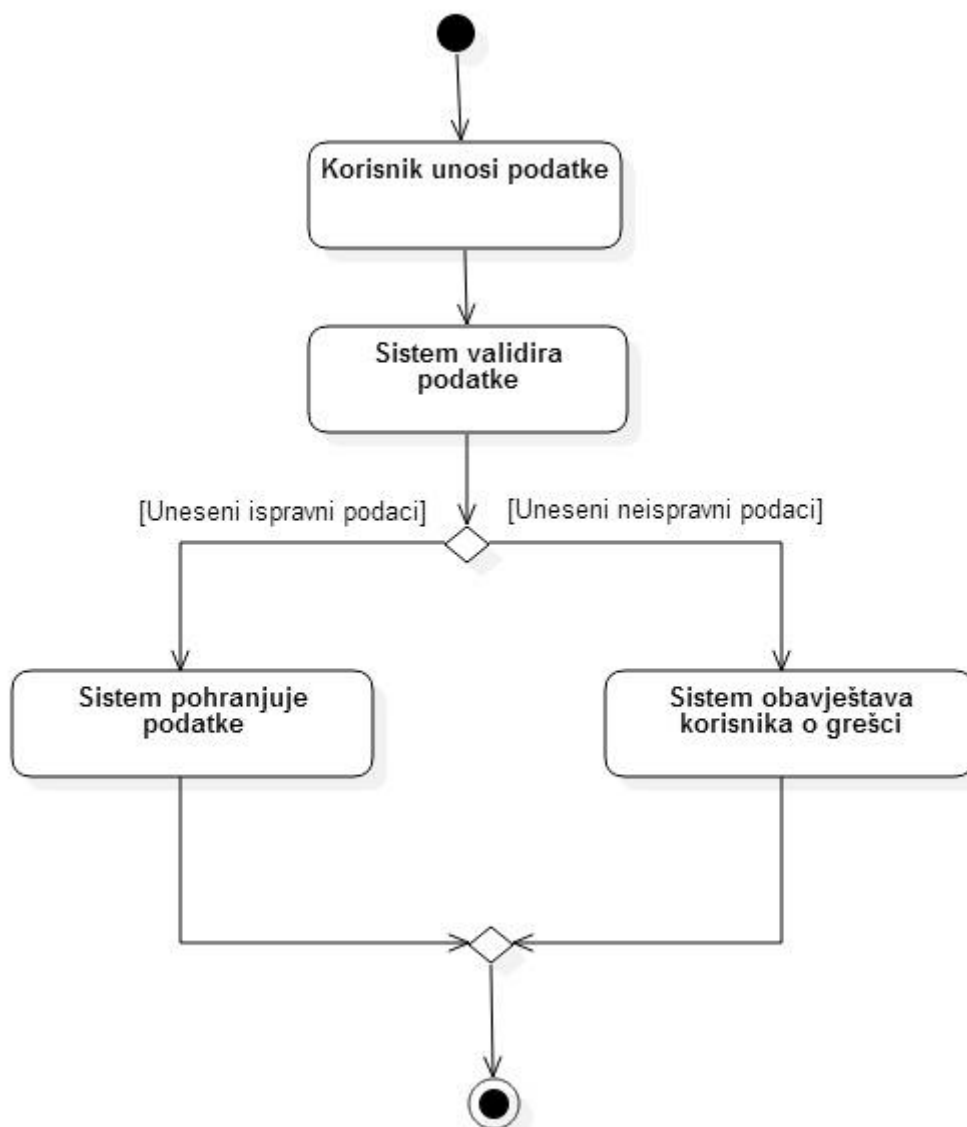 Korisnik unosi podatke
Sistem validira
podatke
[Uneseni ispravni podaci]
[Uneseni neispravni podaci]
Sistem pohranjuje
podatke
Sistem obavještava
korisnika o grešci